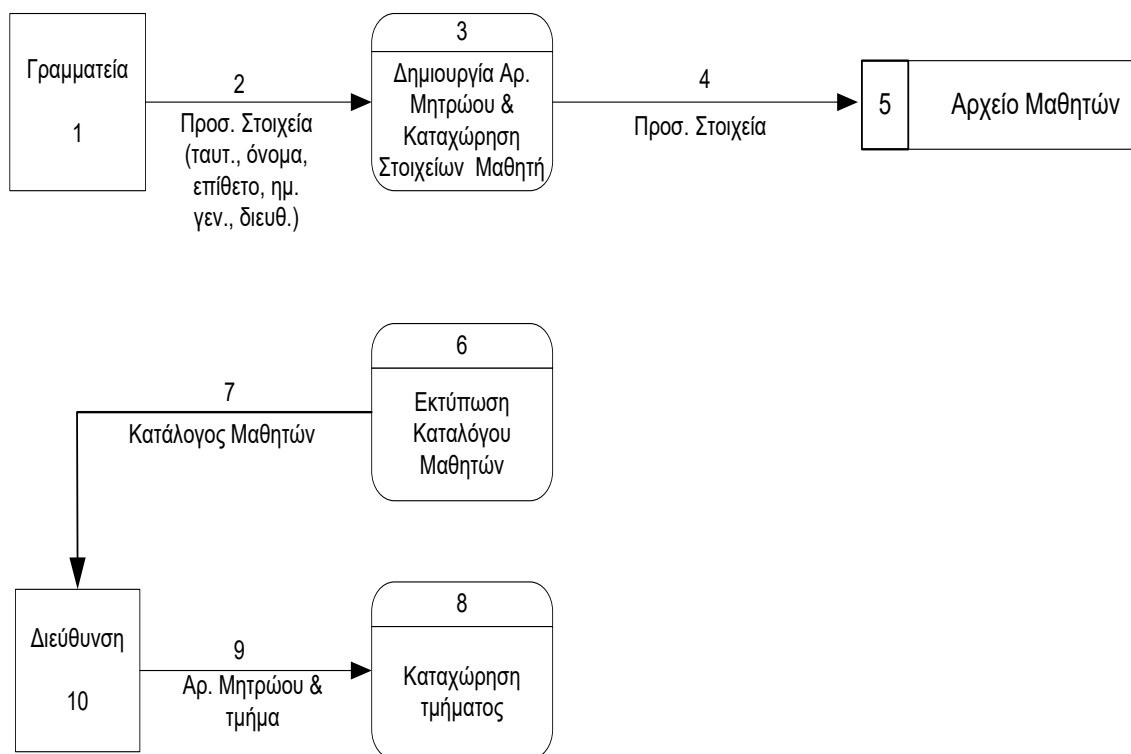 Γραμματεία
1
2
Προσ. Στοιχεία
(ταυτ., όνομα,
επίθετο, ημ.
γεν., διευθ.)
3
Δημιουργία Αρ.
Μητρώου &
Καταχώρηση
Στοιχείων Μαθητή
4
Προσ. Στοιχεία
5
Αρχείο Μαθητών
6
Εκτύπωση
Καταλόγου
Μαθητών
7
Κατάλογος Μαθητών
Διεύθυνση
10
9
Αρ. Μητρώου &
τμήμα
8
Καταχώρηση
τμήματος